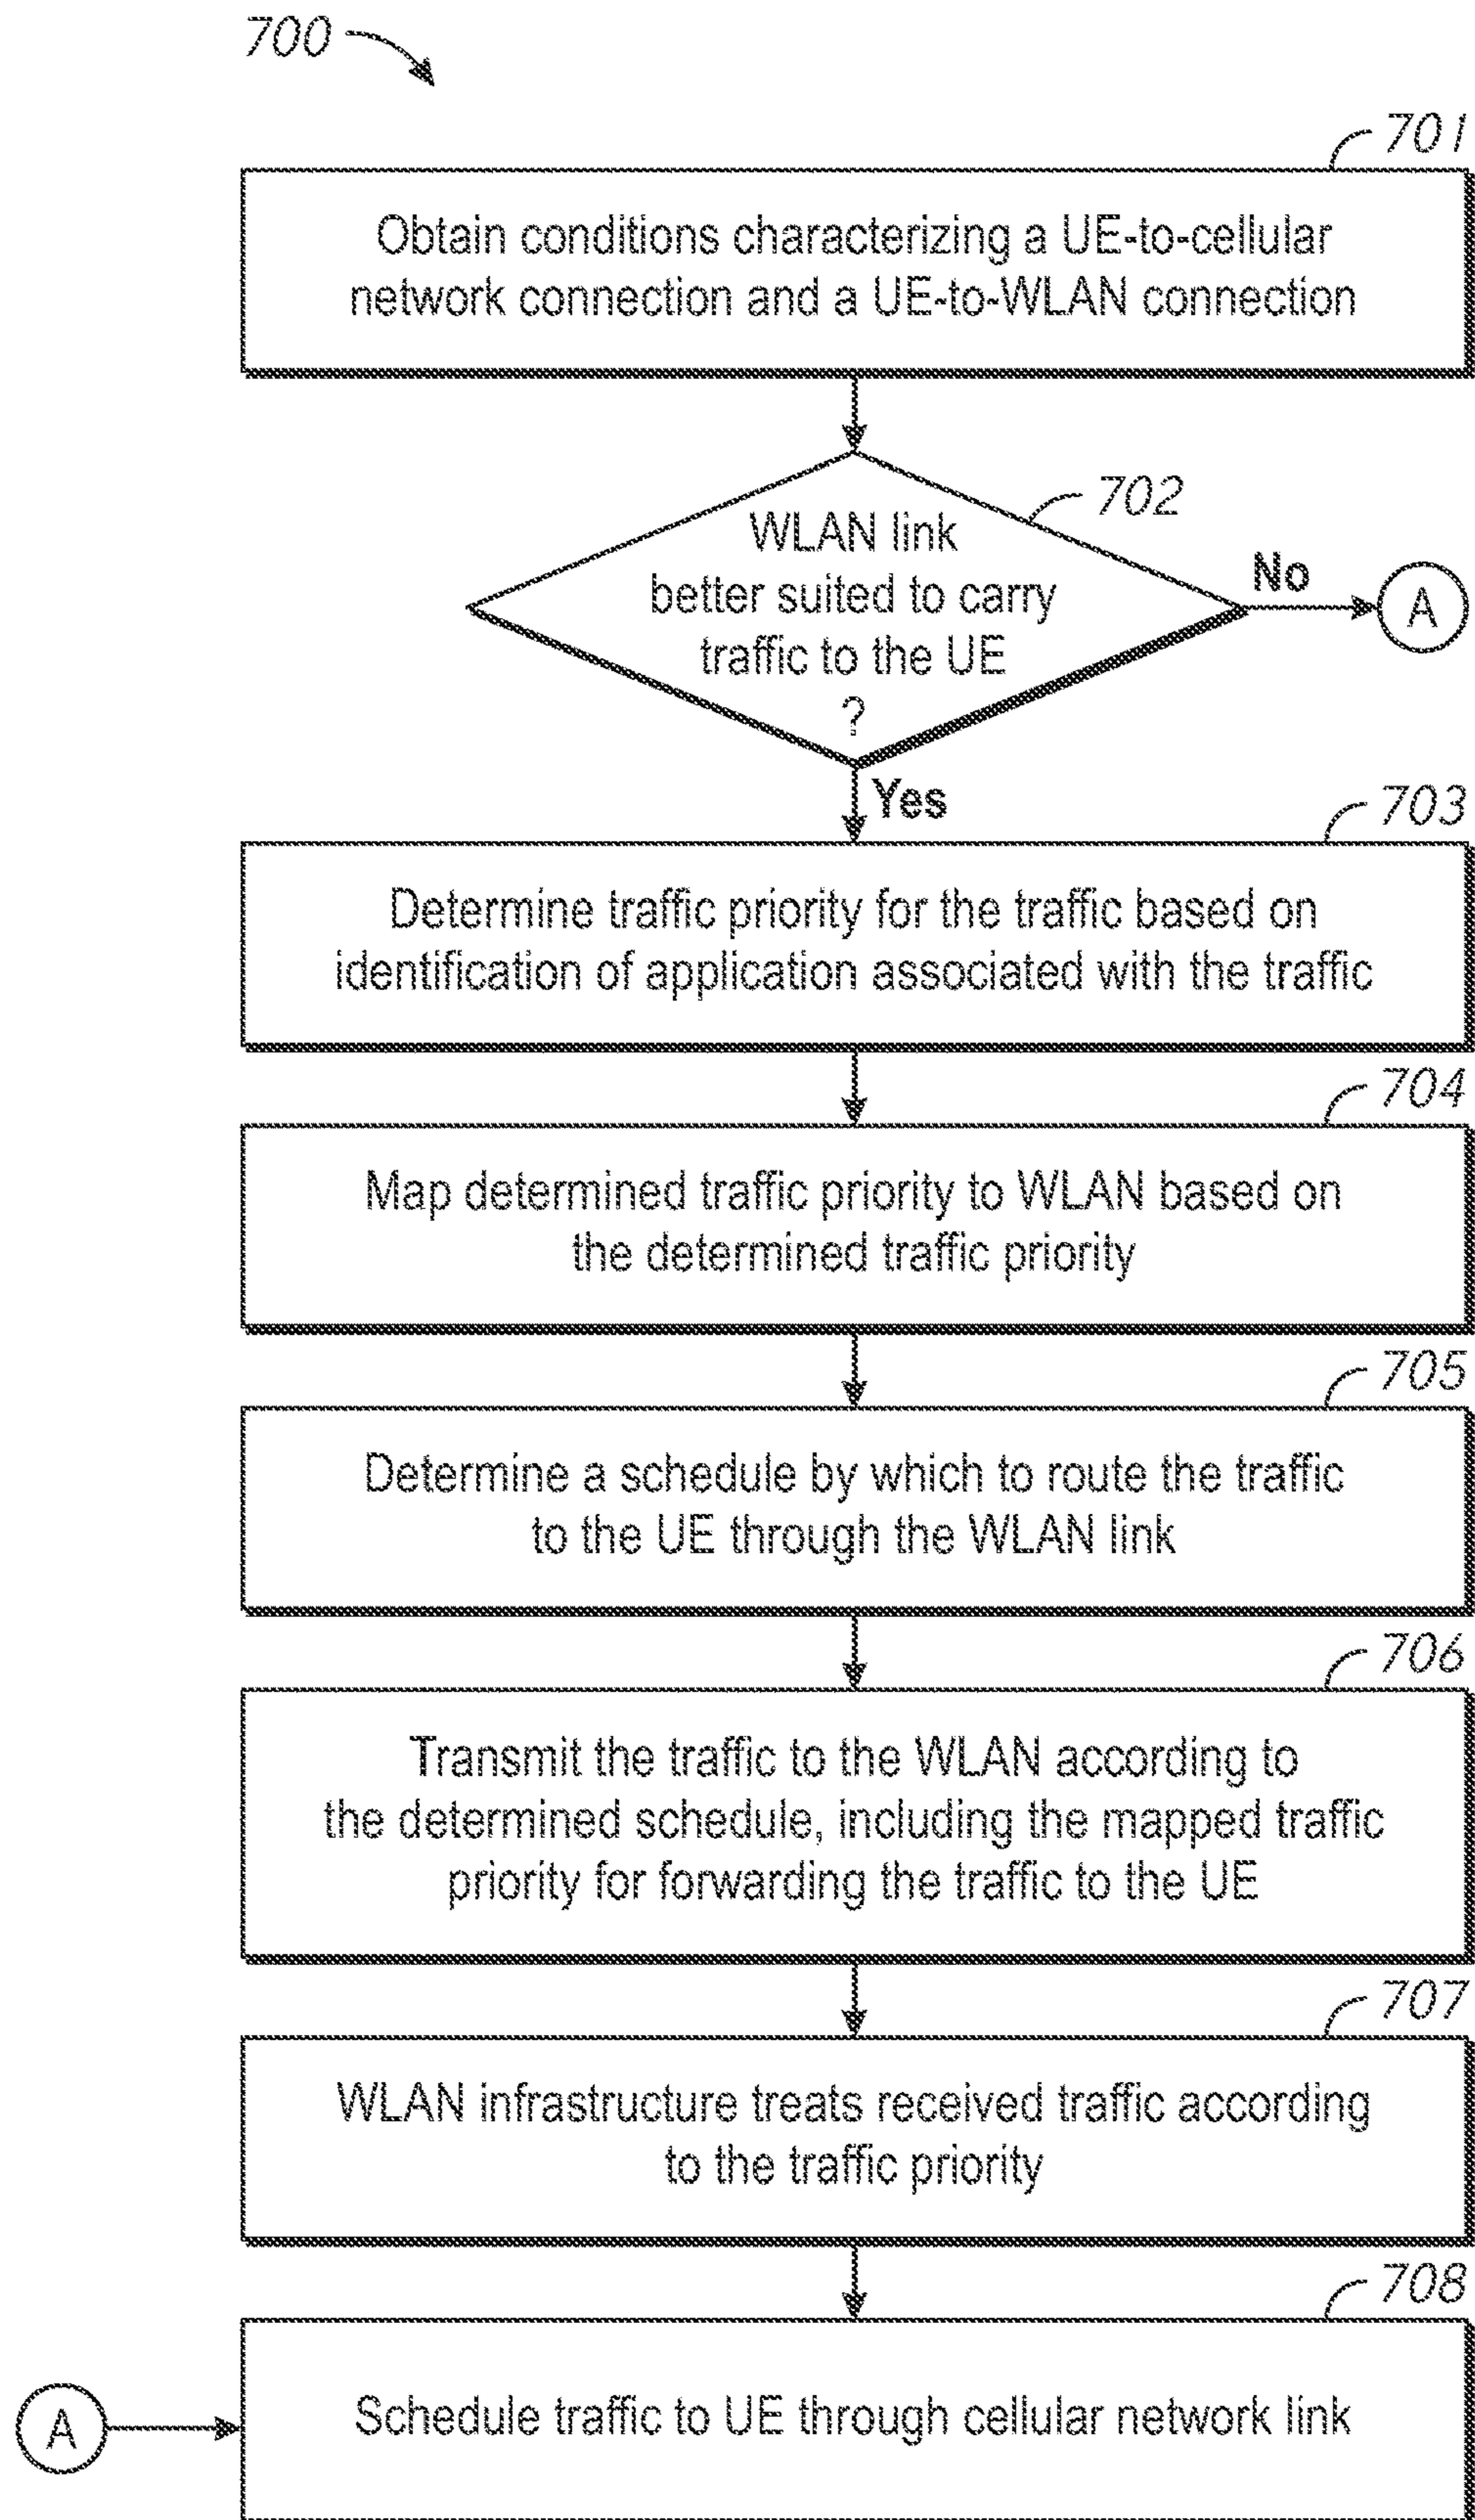 700
701
Obtain conditions characterizing a UE-to-cellular
network connection and a UE-to-WLAN connection
702
WLAN link
better suited to carry
traffic to the UE
?
No
A
Yes
703
Determine traffic priority for the traffic based on
identification of application associated with the traffic
704
Map determined traffic priority to WLAN based on
the determined traffic priority
705
Determine a schedule by which to route the traffic
to the UE through the WLAN link
706
Transmit the traffic to the WLAN according to
the determined schedule, including the mapped traffic
priority for forwarding the traffic to the UE
707
WLAN infrastructure treats received traffic according
to the traffic priority
708
A
Schedule traffic to UE through cellular network link